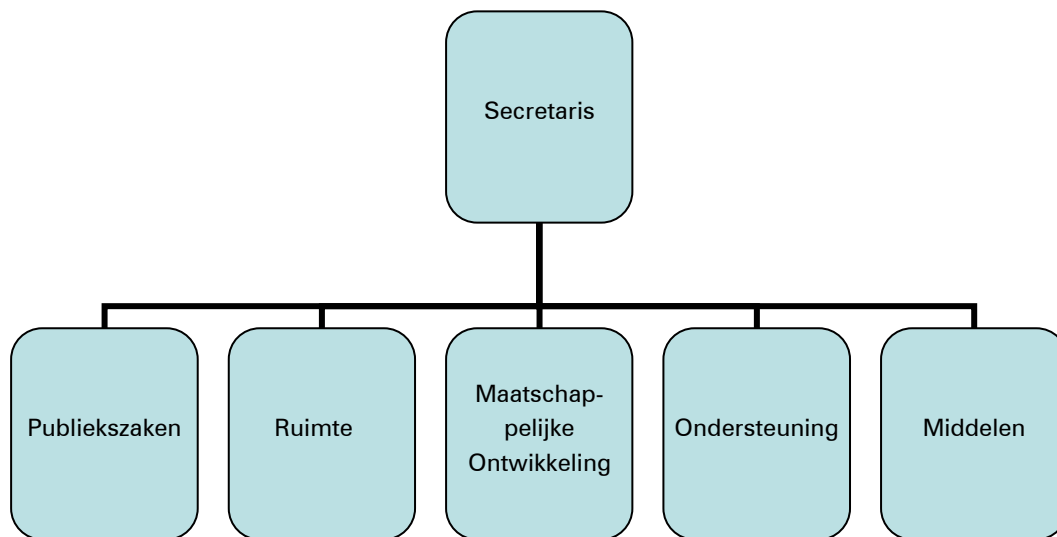 Secretaris
Publiekszaken
Ruimte
Maatschap-
pelijke
Ontwikkeling
Ondersteuning
Middelen